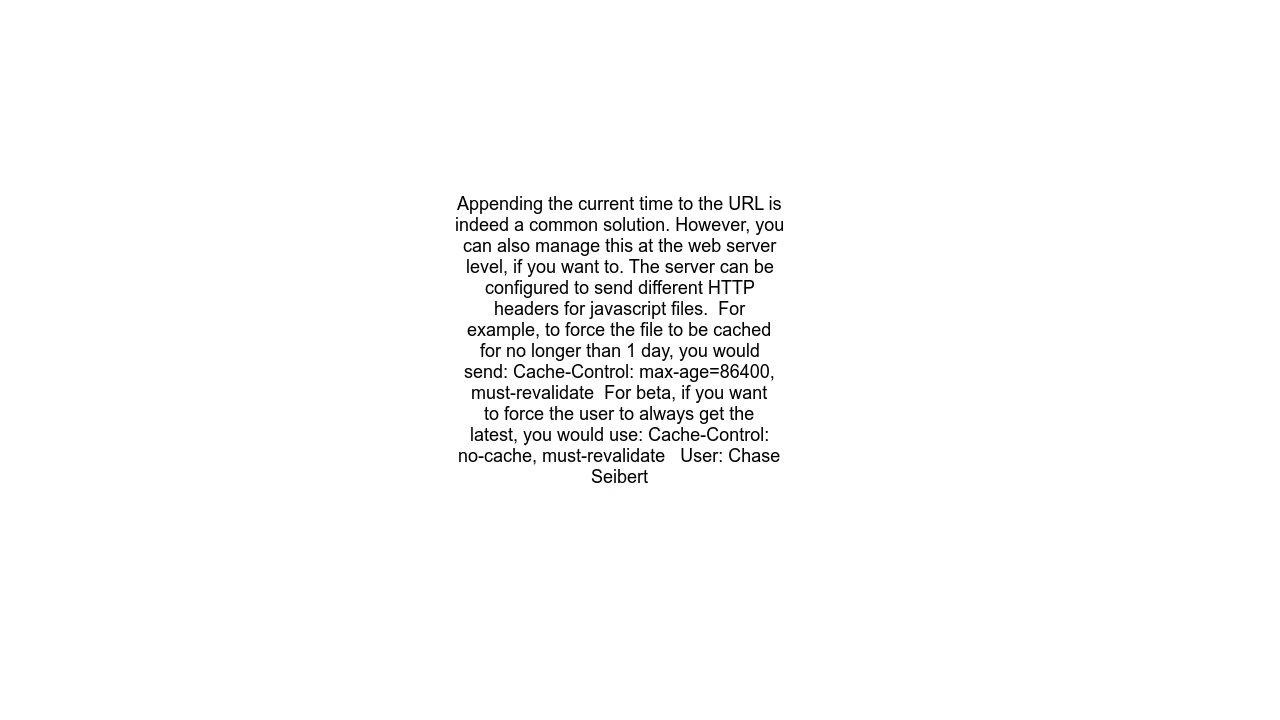 Appending the current time to the URL is
indeed a common solution. However, you
can also manage this at the web server
level, if you want to. The server can be
configured to send different HTTP
headers for javascript files.  For
example, to force the file to be cached
for no longer than 1 day, you would
send: Cache-Control: max-age=86400,
must-revalidate  For beta, if you want
to force the user to always get the
latest, you would use: Cache-Control:
no-cache, must-revalidate   User: Chase
Seibert